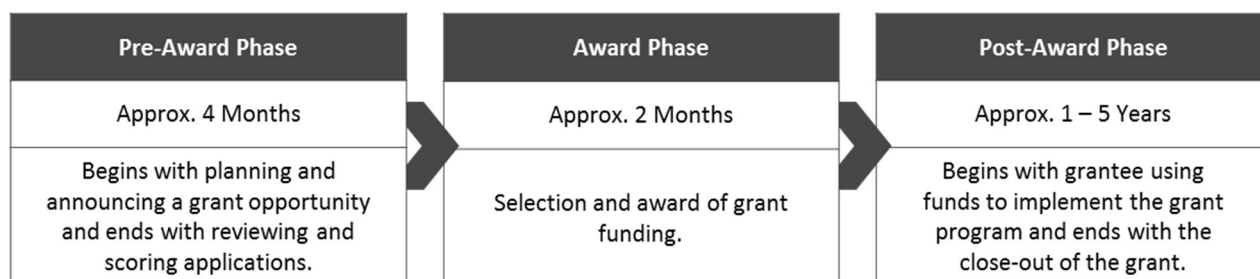 Pre-Award Phase
Approx. 4 Months
Begins with planning and
announcing a grant opportunity
and ends with reviewing and
scoring applications.
Award Phase
Approx. 2 Months
Selection and award of grant
funding.
Post-Award Phase
Approx. 1 – 5 Years
Begins with grantee using
funds to implement the grant
program and ends with the
close-out of the grant.